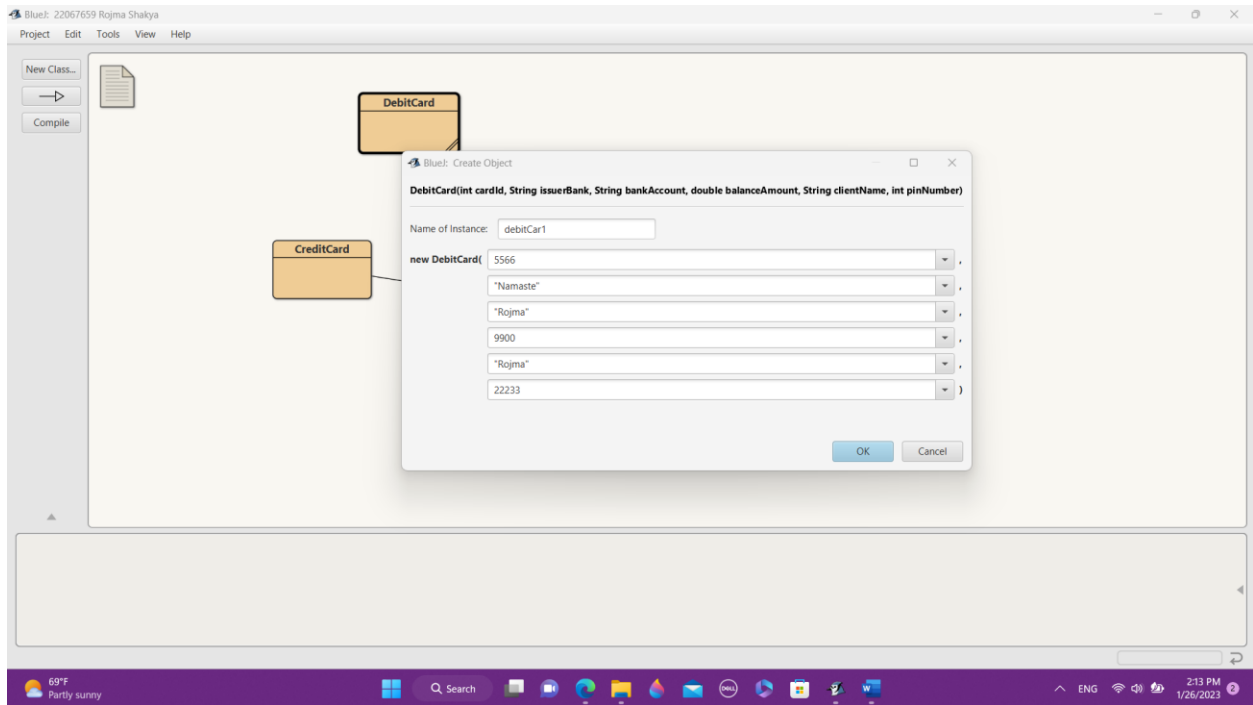 BlueJ: 22067659 Rojma Shakya
Project Edit Tools View Help
New Class...
Compile
DebitCard
CreditCard
BlueJ: Create Object
DebitCard(int cardId, String issuerBank, String bankAccount, double balanceAmount, String clientName, int pinNumber)
Name of Instance: debitCar1
new DebitCard( 5566 ,
"Namaste" ,
"Rojma" ,
9900 ,
"Rojma" ,
22233 )
OK Cancel
69°F
Partly sunny
Search
DELL
W
ENG
2:13 PM
1/26/2023
2